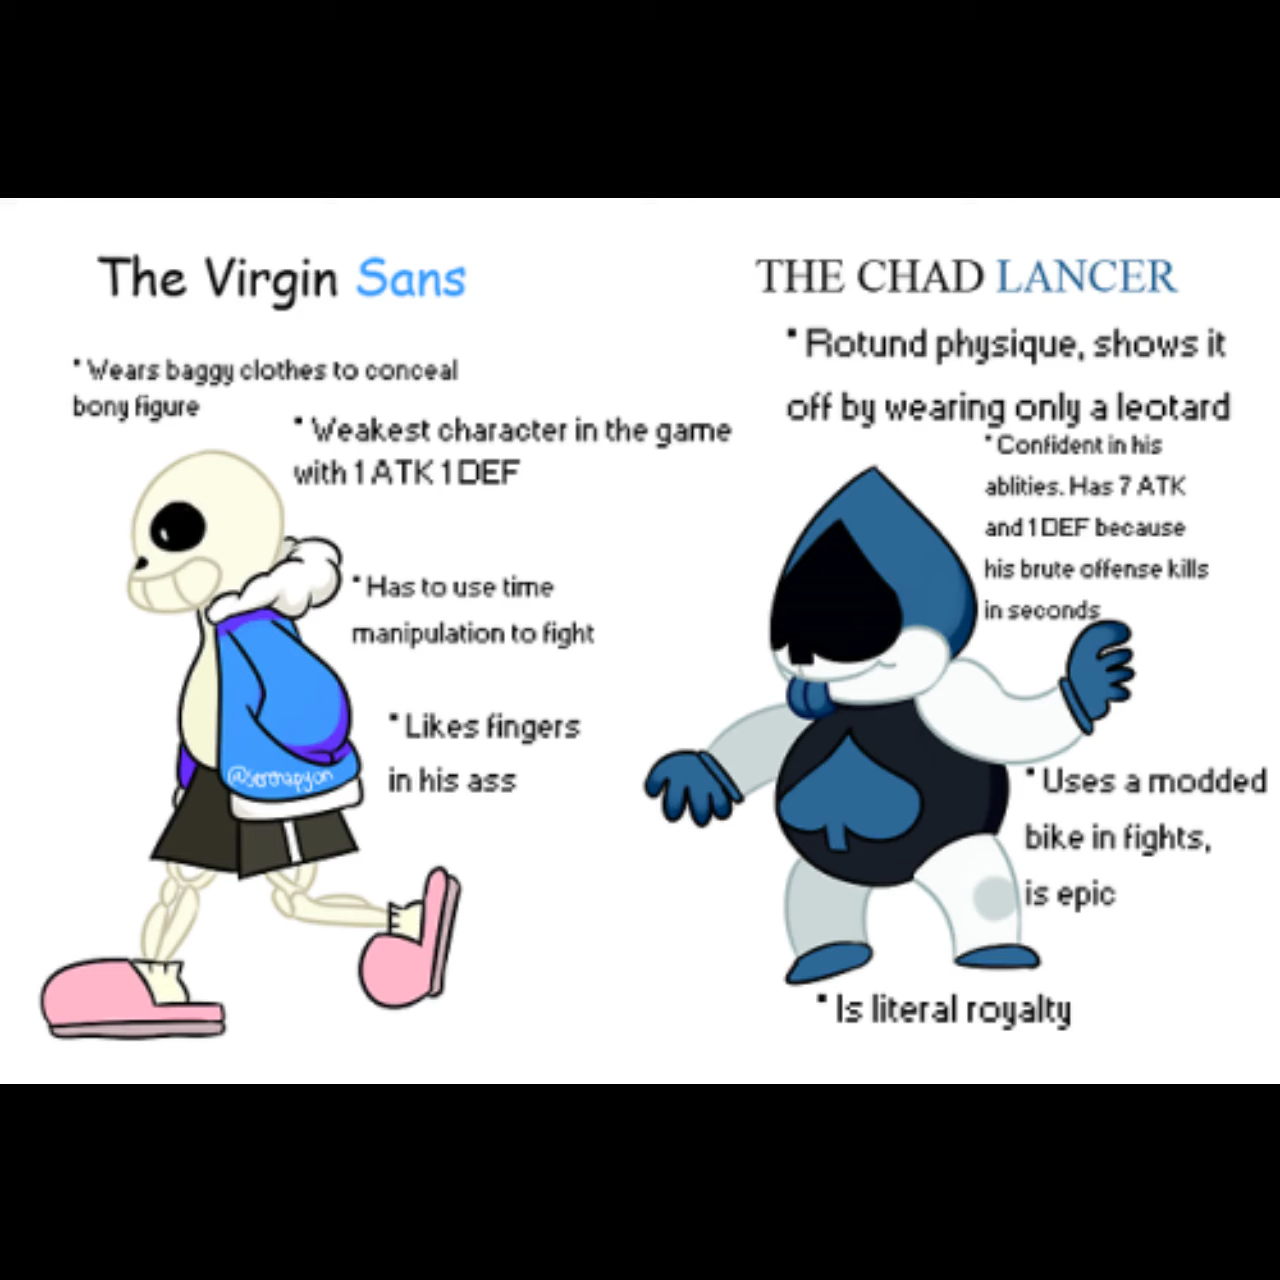 The Virgin Sans
* Wears baggy clothes to conceal
bony figure
* Weakest character in the game
with 1 ATK 1 DEF
* Has to use time
manipulation to fight
* Likes fingers
in his ass
@serenapyon
THE CHAD LANCER
* Rotund physique, shows it
off by wearing only a leotard
* Confident in his
ablities. Has 7 ATK
and 1 DEF because
his brute offense kills
in seconds
* Uses a modded
bike in fights,
is epic
* Is literal royalty